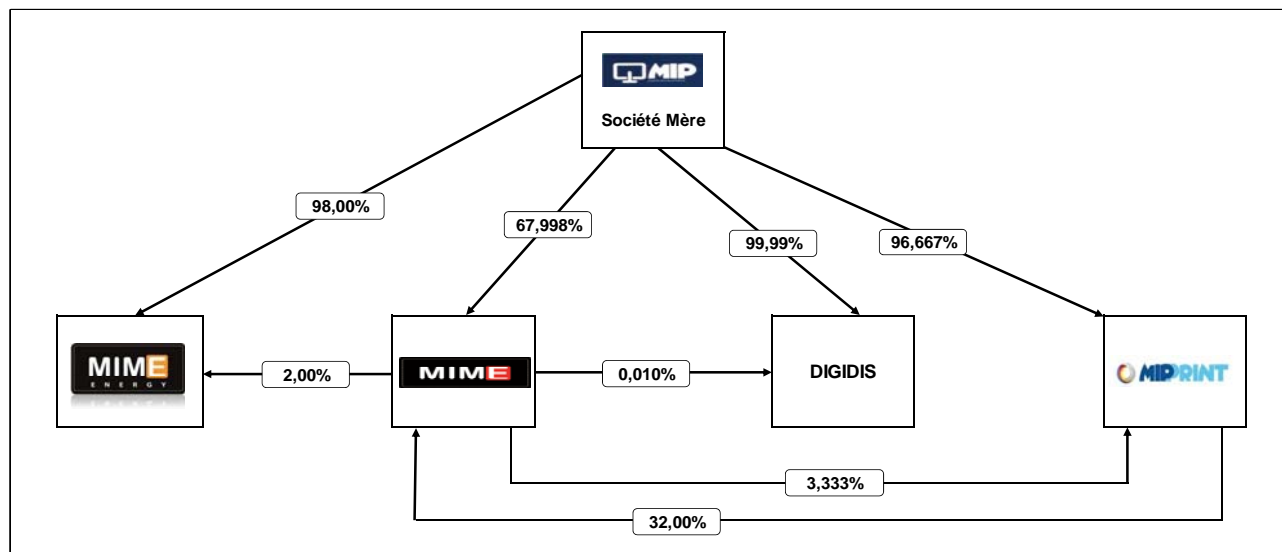 MIP
Société Mère
98,00%
67,998%
99,99%
96,667%
MIME
ENERGY
2,00%
MIME
0,010%
DIGIDIS
MIPRINT
3,333%
32,00%